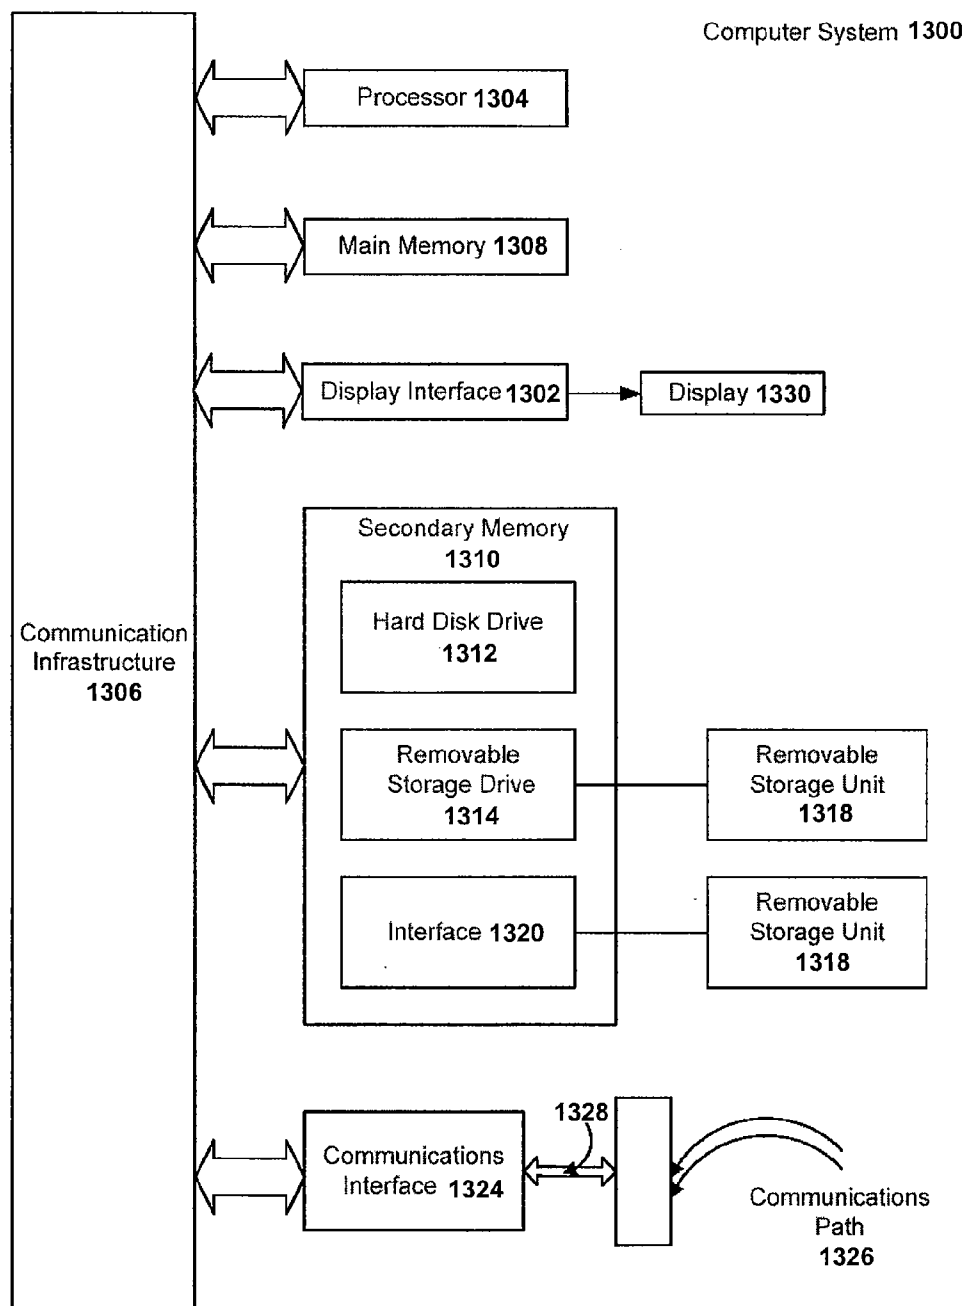 Computer System 1300
Processor 1304
Main Memory 1308
Display Interface 1302
Display 1330
Secondary Memory
1310
Hard Disk Drive
1312
Communication
Infrastructure
1306
Removable
Storage Drive
1314
Removable
Storage Unit
1318
Interface 1320
Removable
Storage Unit
1318
1328
Communications
Interface 1324
Communications
Path
1326